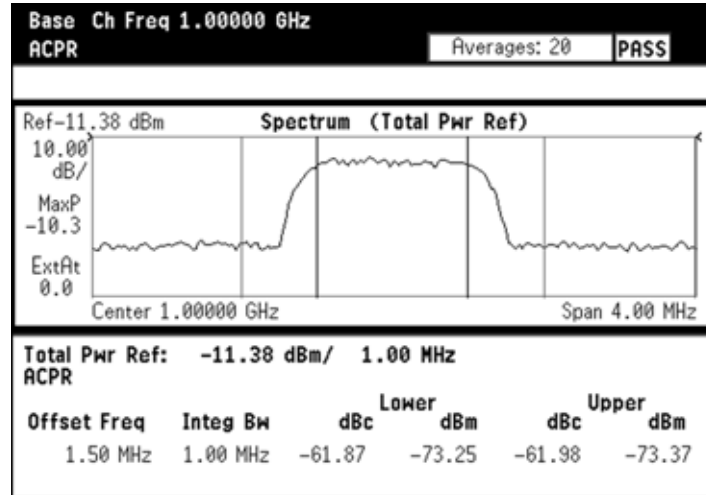 Base Ch Freq 1.00000 GHz
ACPR Averages: 20 PASS
Ref-11.38 dBm Spectrum (Total Pwr Ref)
10.00
dB/
MaxP
-10.3
ExtAt
0.0
Center 1.00000 GHz Span 4.00 MHz
Total Pwr Ref: -11.38 dBm/ 1.00 MHz
ACPR
Lower Upper
Offset Freq Integ Bw dBc dBm dBc dBm
1.50 MHz 1.00 MHz -61.87 -73.25 -61.98 -73.37